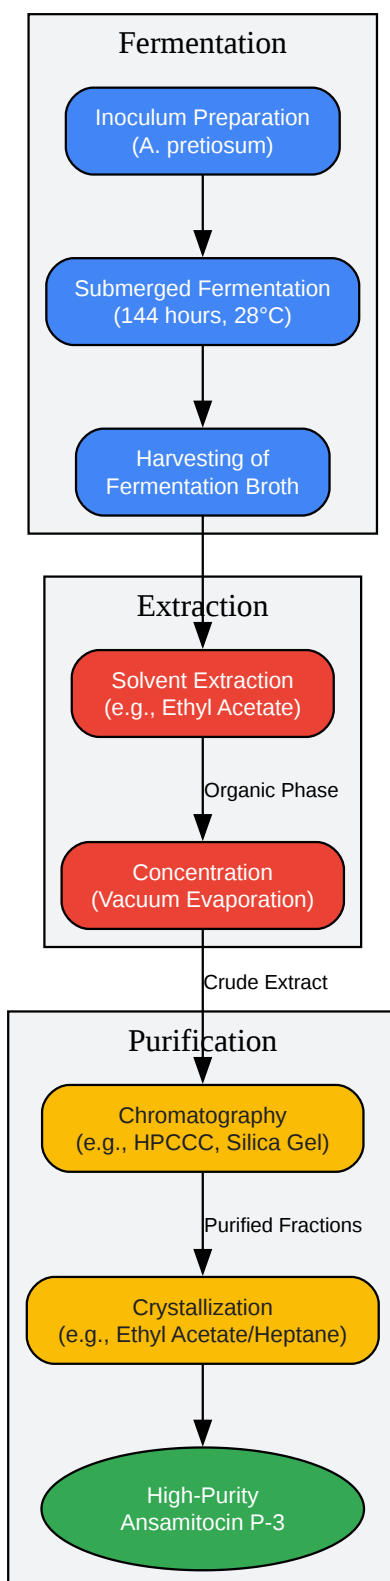 Fermentation
Inoculum Preparation
(A. pretiosum)
Submerged Fermentation
(144 hours, 28°C)
Harvesting of
Fermentation Broth
Extraction
Solvent Extraction
(e.g., Ethyl Acetate)
Organic Phase
Concentration
(Vacuum Evaporation)
Crude Extract
Purification
Chromatography
(e.g., HPCCC, Silica Gel)
Purified Fractions
Crystallization
(e.g., Ethyl Acetate/Heptane)
High-Purity
Ansamitocin P-3